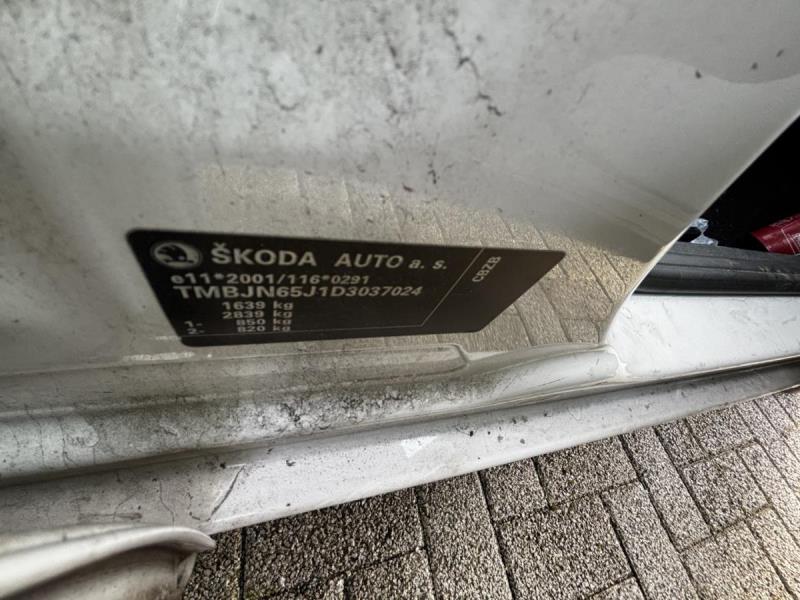 ŠKODA AUTO a. s.
e11*2001/116*0291
TMBJN65J1D3037024
1639 kg
2839 kg
1- 850 kg
2- 820 kg
CBZB